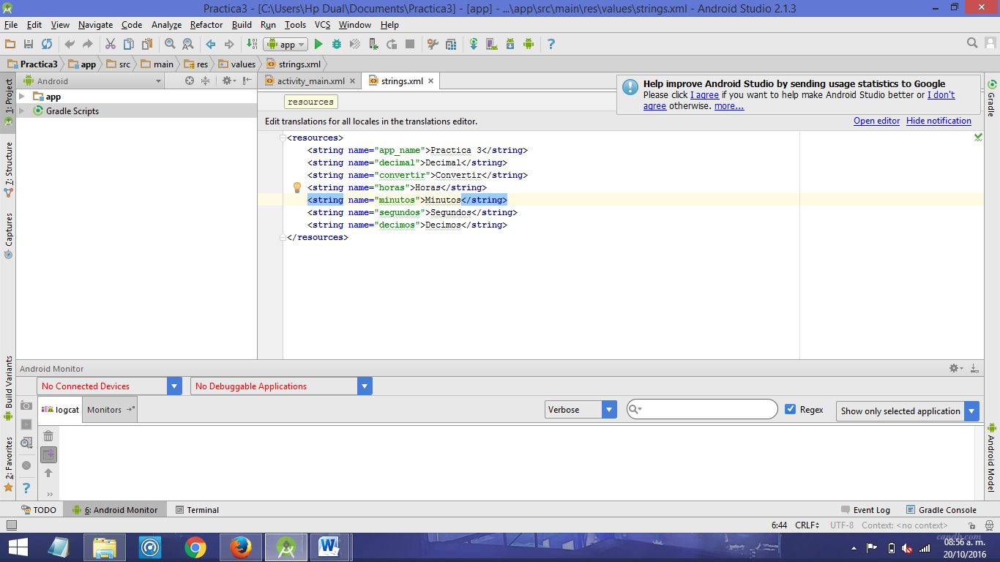 Practica3 - [C:\Users\Hp Dual\Documents\Practica3] - [app] - ...\app\src\main\res\values\strings.xml - Android Studio 2.1.3
File Edit View Navigate Code Analyze Refactor Build Run Tools VCS Window Help
app
Practica3 app src main res values strings.xml
1: Project
7: Structure
Captures
Build Variants
2: Favorites
Android
app
Gradle Scripts
activity_main.xml strings.xml
resources
Help improve Android Studio by sending usage statistics to Google
Please click I agree if you want to help make Android Studio better or I don't
agree otherwise. more...
Edit translations for all locales in the translations editor.
Open editor Hide notification
<resources>
<string name="app_name">Practica 3</string>
<string name="decimal">Decimal</string>
<string name="convertir">Convertir</string>
<string name="horas">Horas</string>
<string name="minutos">Minutos</string>
<string name="segundos">Segundos</string>
<string name="decimos">Decimos</string>
</resources>
Gradle
Android Model
Android Monitor
No Connected Devices No Debuggable Applications
logcat Monitors Verbose Regex Show only selected application
TODO 6: Android Monitor Terminal Event Log Gradle Console
6:44 CRLF UTF-8 Context: <no context>
candh.com
08:56 a. m.
20/10/2016